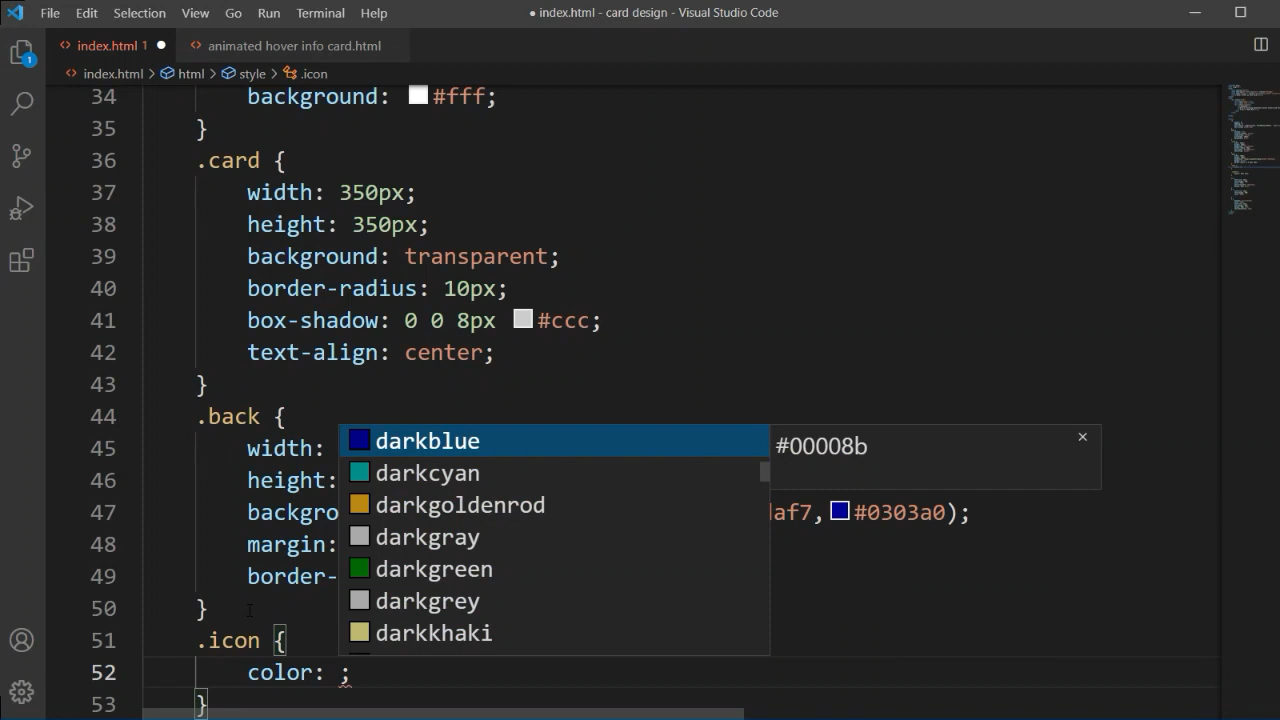 File Edit Selection View Go Run Terminal Help
● index.html - card design - Visual Studio Code
index.html 1 ●
animated hover info card.html
index.html > html > style > .icon
1
34 background: #fff;
35 }
36 .card {
37 width: 350px;
38 height: 350px;
39 background: transparent;
40 border-radius: 10px;
41 box-shadow: 0 0 8px #ccc;
42 text-align: center;
43 }
44 .back {
45 width:
46 height:
47 backgro daf7, #0303a0);
48 margin:
49 border-
50 }
51 .icon {
52 color: ;
53 }
darkblue
darkcyan
darkgoldenrod
darkgray
darkgreen
darkgrey
darkkhaki
#00008b